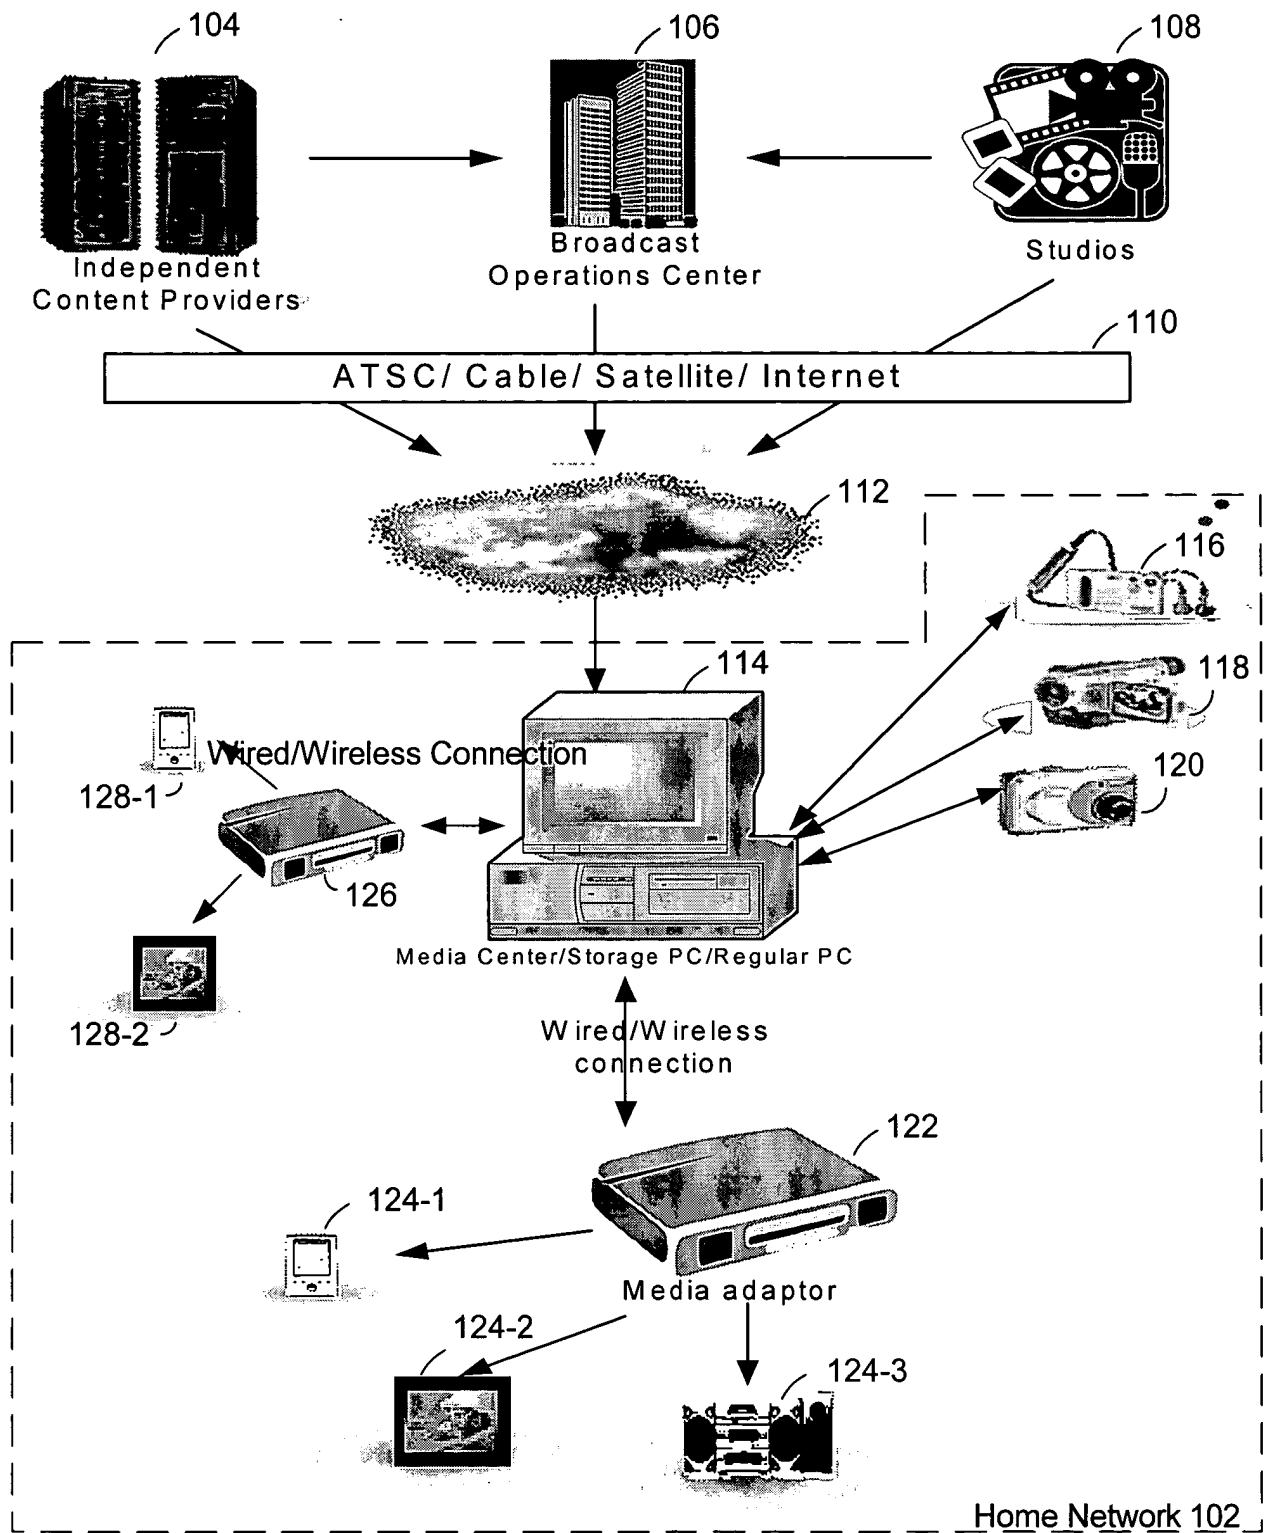 104
106
108
Independent
Content Providers
Broadcast
Operations Center
Studios
110
ATSC/ Cable/ Satellite/ Internet
112
116
114
118
Wired/Wireless Connection
120
128-1
126
Media Center/Storage PC/Regular PC
128-2
Wired/Wireless
connection
122
124-1
Media adaptor
124-2
124-3
Home Network 102